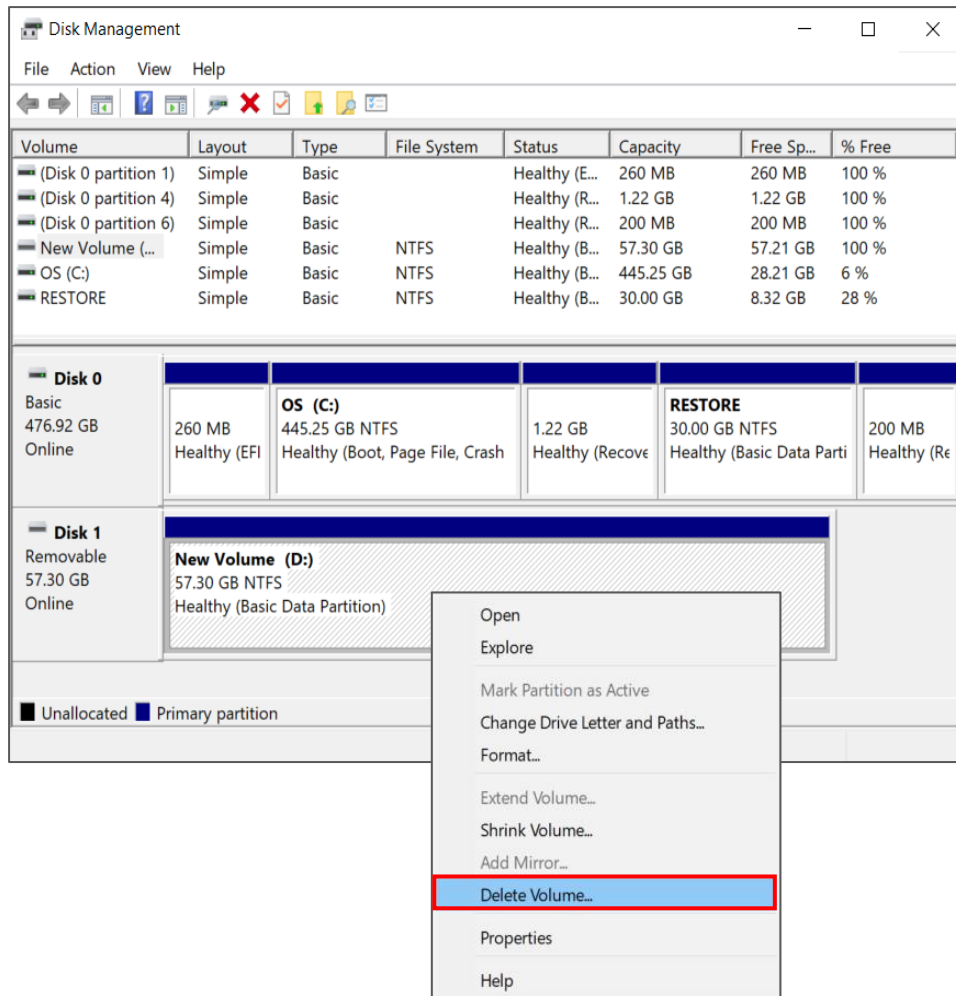 Disk Management
File Action View Help
Volume Layout Type File System Status Capacity Free Sp... % Free
(Disk 0 partition 1) Simple Basic Healthy (E... 260 MB 260 MB 100 %
(Disk 0 partition 4) Simple Basic Healthy (R... 1.22 GB 1.22 GB 100 %
(Disk 0 partition 6) Simple Basic Healthy (R... 200 MB 200 MB 100 %
New Volume (... Simple Basic NTFS Healthy (B... 57.30 GB 57.21 GB 100 %
OS (C:) Simple Basic NTFS Healthy (B... 445.25 GB 28.21 GB 6 %
RESTORE Simple Basic NTFS Healthy (B... 30.00 GB 8.32 GB 28 %
Disk 0
Basic
476.92 GB
Online
260 MB
Healthy (EFI
OS (C:)
445.25 GB NTFS
Healthy (Boot, Page File, Crash
1.22 GB
Healthy (Recove
RESTORE
30.00 GB NTFS
Healthy (Basic Data Parti
200 MB
Healthy (Re
Disk 1
Removable
57.30 GB
Online
New Volume (D:)
57.30 GB NTFS
Healthy (Basic Data Partition)
Unallocated Primary partition
Open
Explore
Mark Partition as Active
Change Drive Letter and Paths...
Format...
Extend Volume...
Shrink Volume...
Add Mirror...
Delete Volume...
Properties
Help